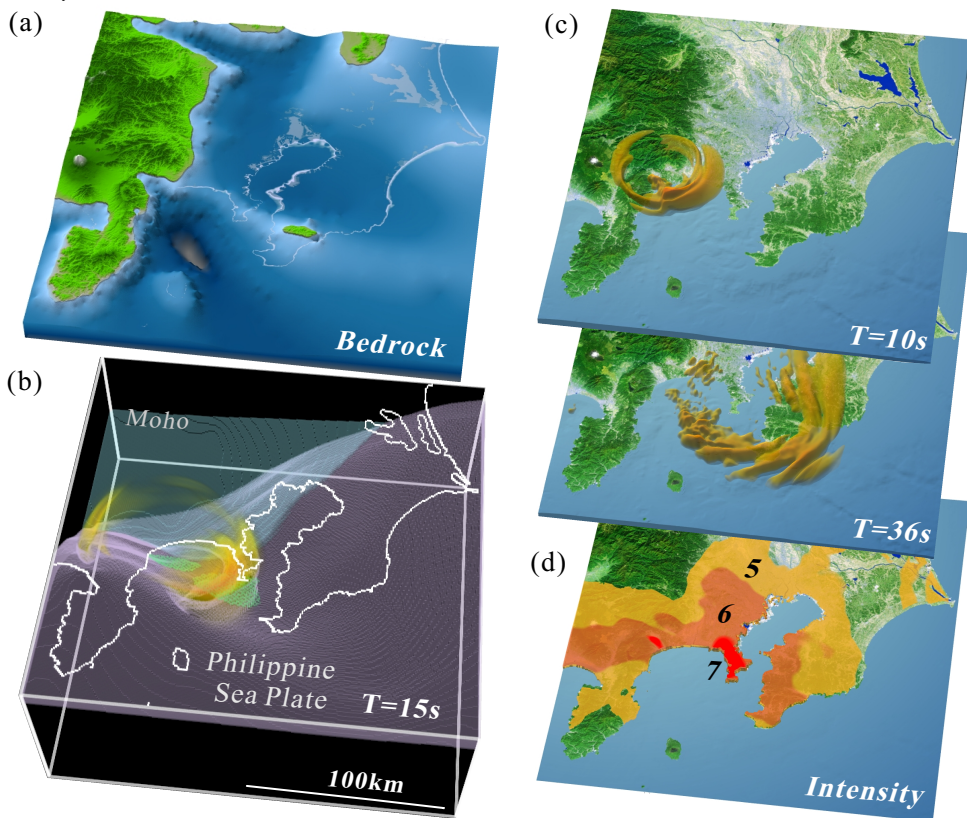 (a)
Bedrock
(b)
Moho
Philippine
Sea Plate
T=15s
100km
(c)
T=10s
T=36s
(d)
5
6
7
Intensity